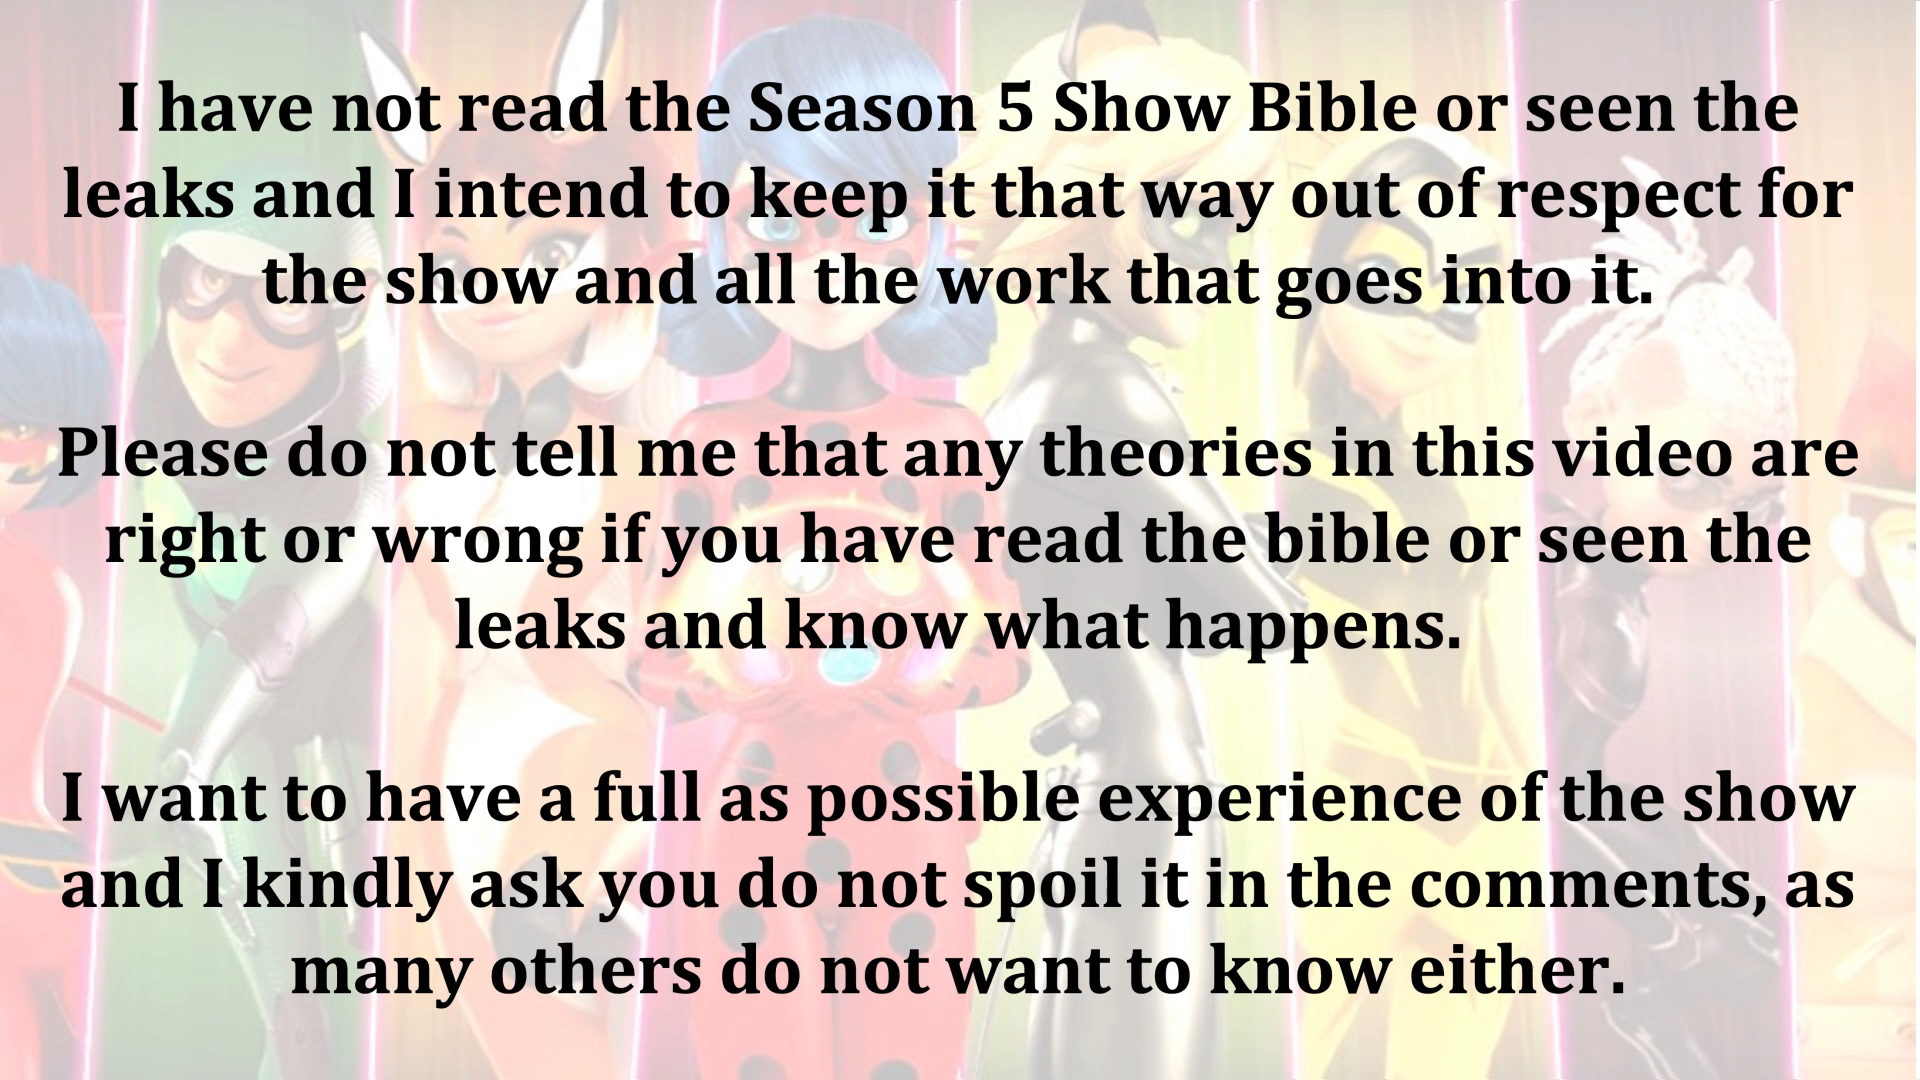 I have not read the Season 5 Show Bible or seen the
leaks and I intend to keep it that way out of respect for
the show and all the work that goes into it.
Please do not tell me that any theories in this video are
right or wrong if you have read the bible or seen the
leaks and know what happens.
I want to have a full as possible experience of the show
and I kindly ask you do not spoil it in the comments, as
many others do not want to know either.